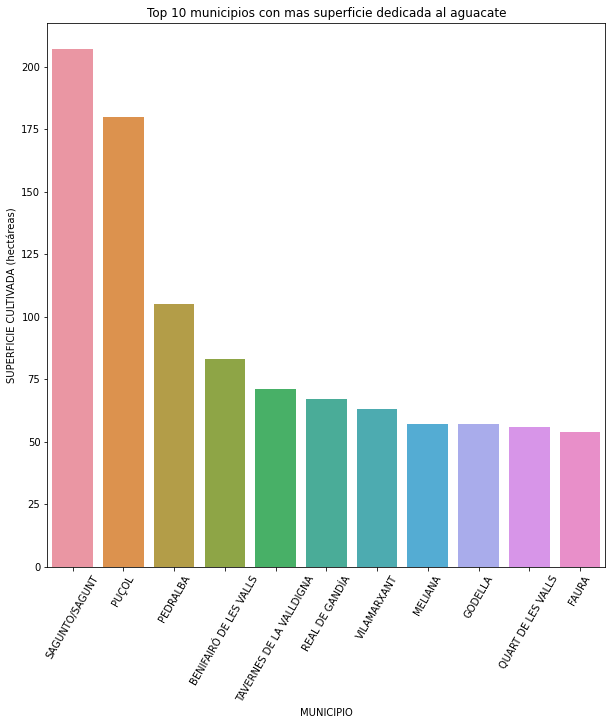 Top 10 municipios con mas superficie dedicada al aguacate
SUPERFICIE CULTIVADA (hectáreas)
200
175
150
125
100
75
50
25
0
SAGUNTO/SAGUNT
PUÇOL
PEDRALBA
BENIFAIRÓ DE LES VALLS
TAVERNES DE LA VALLDIGNA
REAL DE GANDÍA
VILAMARXANT
MELIANA
GODELLA
QUART DE LES VALLS
FAURA
MUNICIPIO